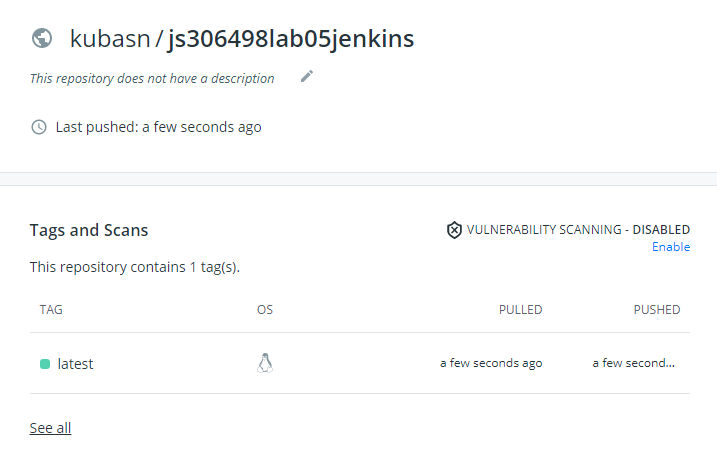 kubasn / js306498lab05jenkins
This repository does not have a description
Last pushed: a few seconds ago
Tags and Scans
VULNERABILITY SCANNING - DISABLED
Enable
This repository contains 1 tag(s).
TAG OS PULLED PUSHED
latest a few seconds ago a few second...
See all